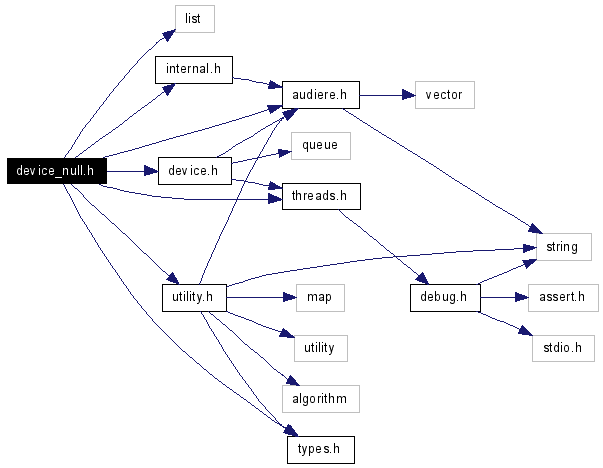 list
internal.h
audiere.h
vector
queue
device_null.h
device.h
threads.h
string
utility.h
map
debug.h
assert.h
utility
stdio.h
algorithm
types.h